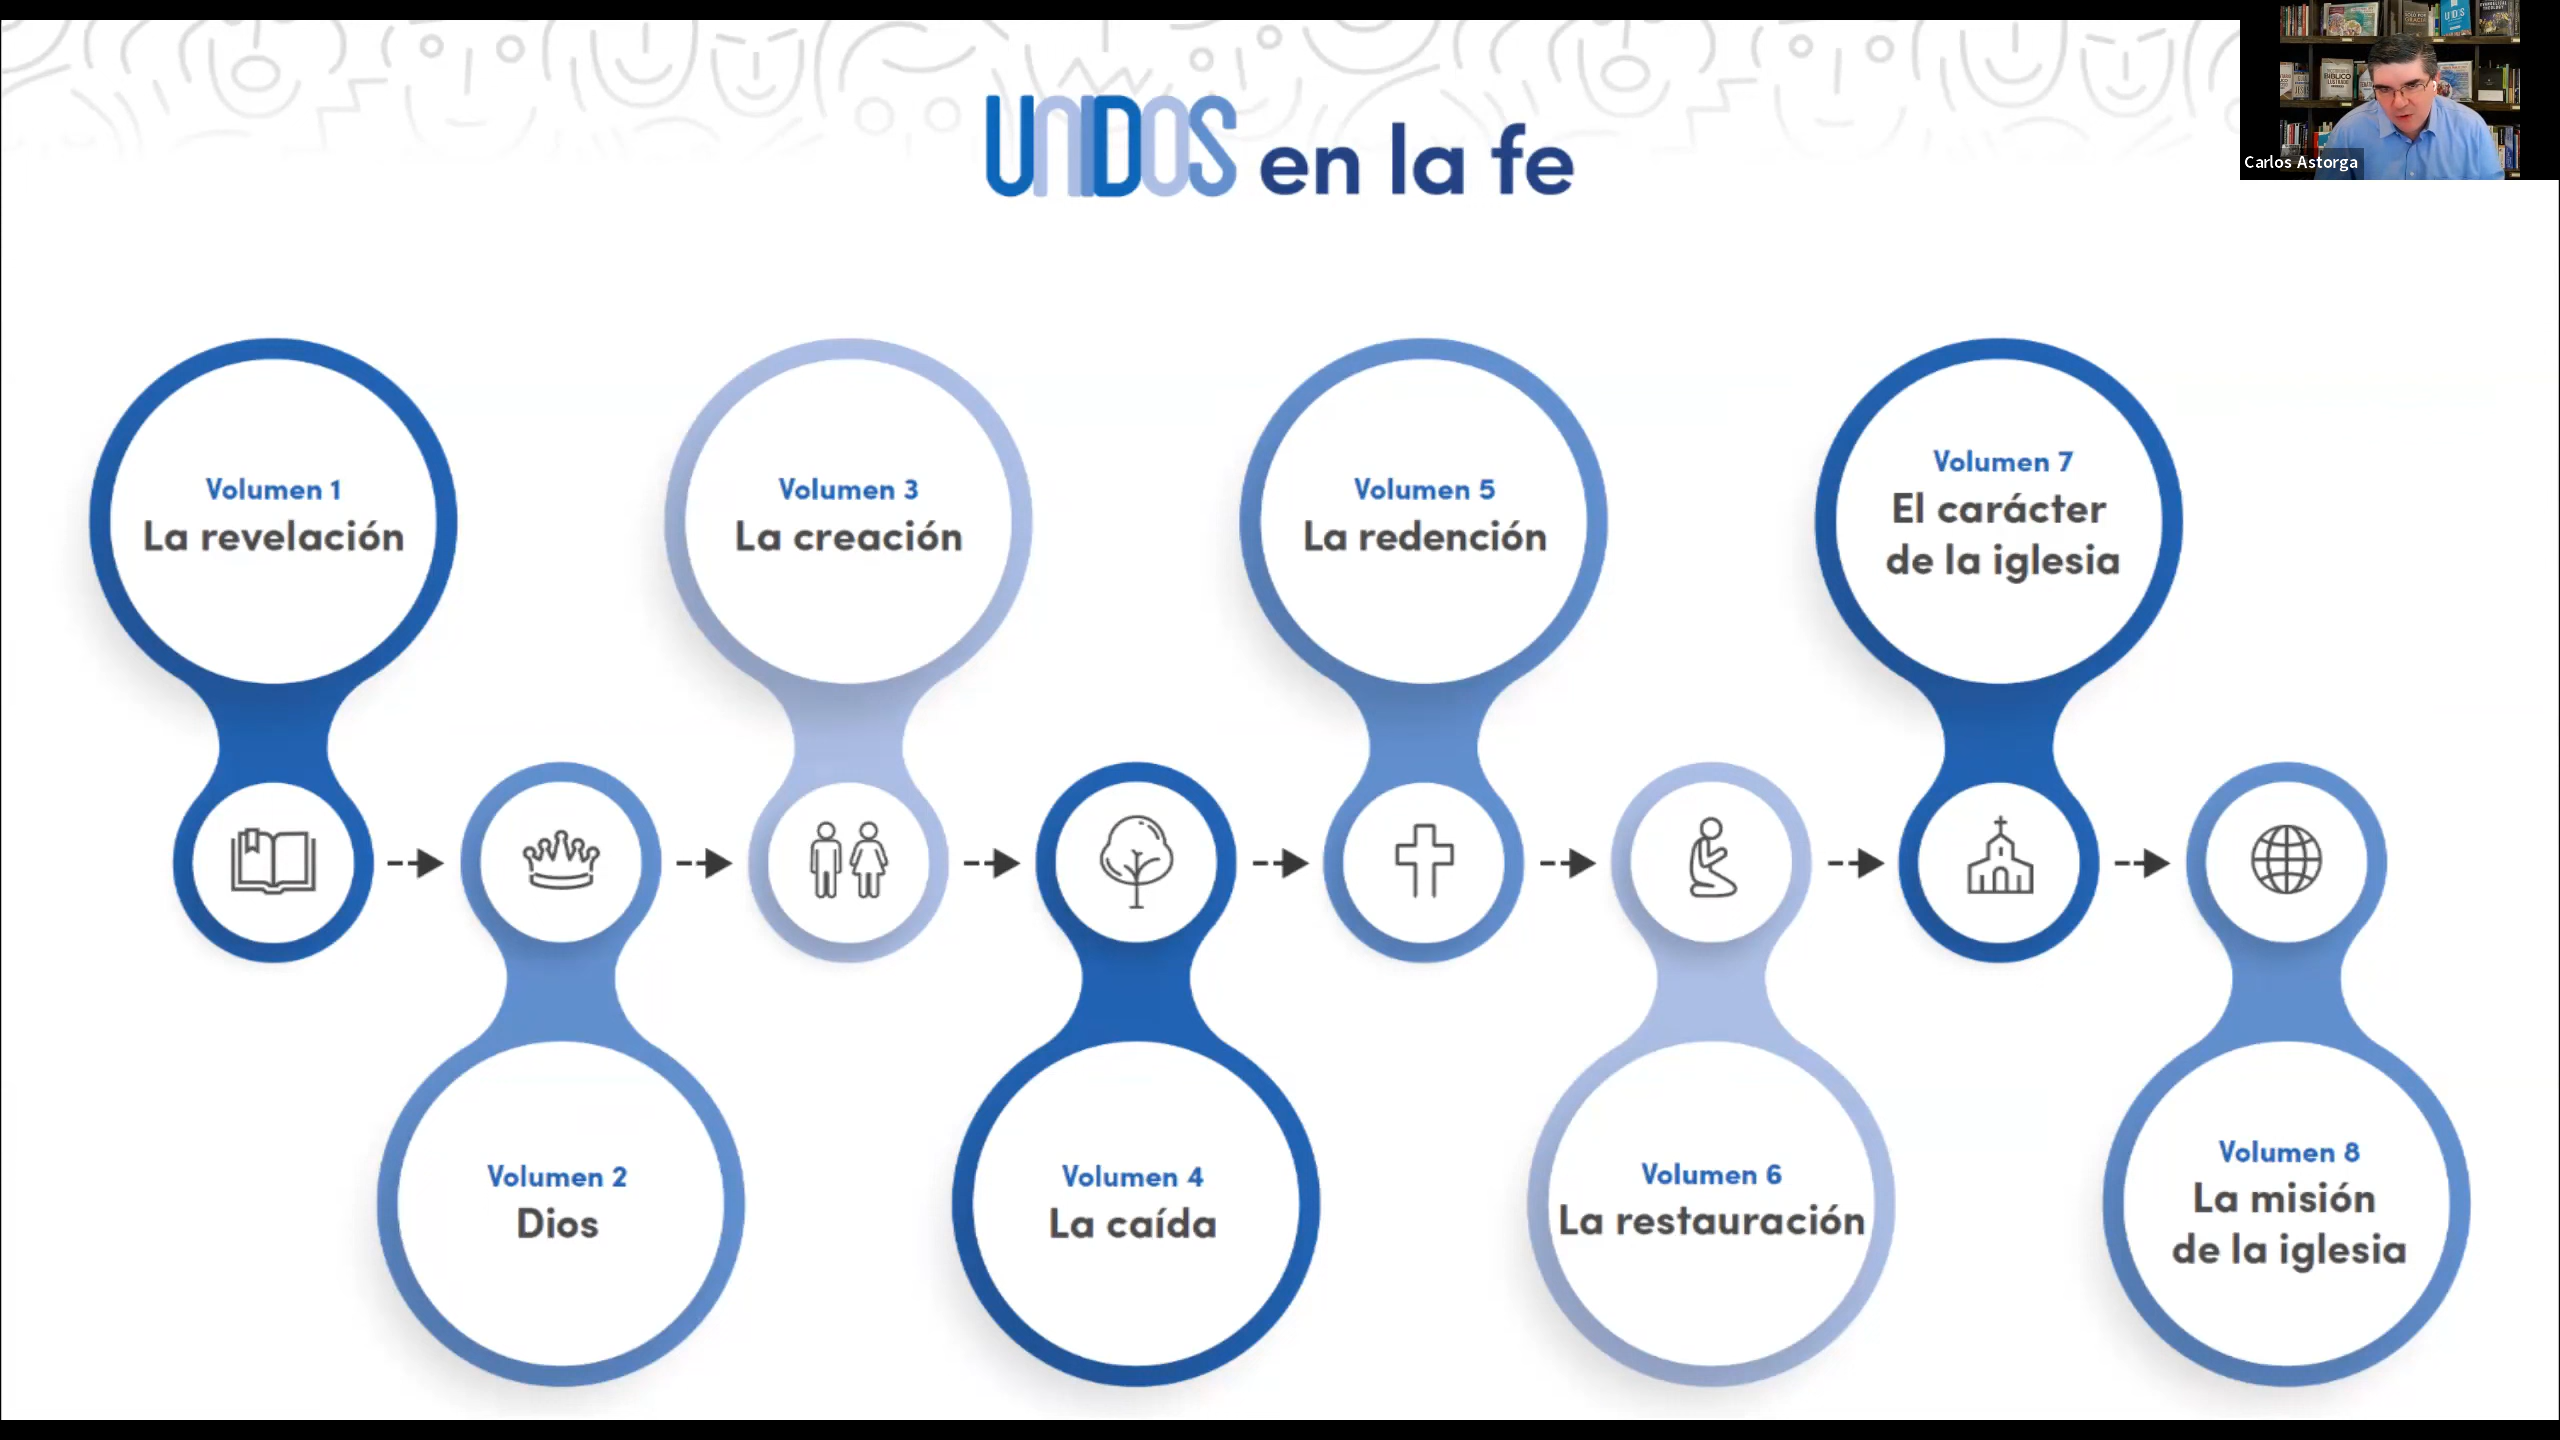 UNIDOS en la fe
Carlos Astorga
Volumen 1
La revelación
Volumen 3
La creación
Volumen 5
La redención
Volumen 7
El carácter
de la iglesia
Volumen 2
Dios
Volumen 4
La caída
Volumen 6
La restauración
Volumen 8
La misión
de la iglesia